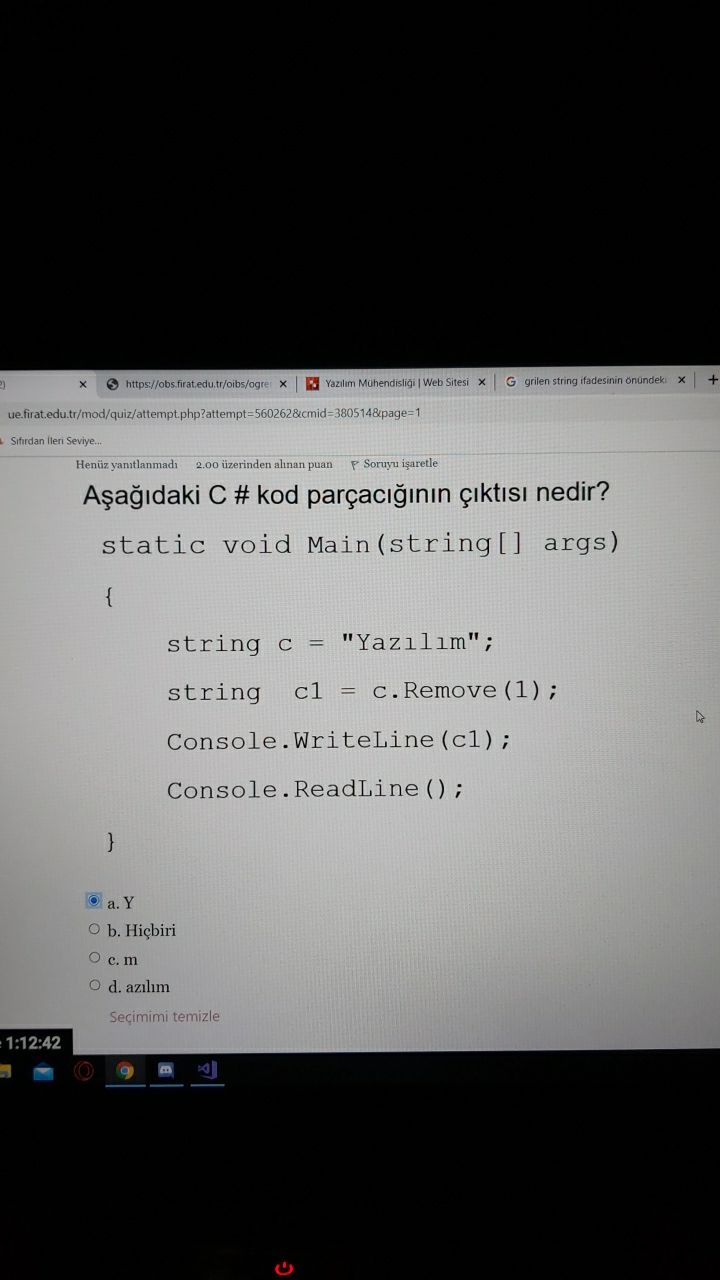 2)
https://obs.firat.edu.tr/oibs/ogre
Yazılım Mühendisliği | Web Sitesi
G grilen string ifadesinin önündeki
ue.firat.edu.tr/mod/quiz/attempt.php?attempt=560262&cmid=380514&page=1
Sıfırdan İleri Seviye...
Henüz yanıtlanmadı 2.00 üzerinden alınan puan Soruyu işaretle
Aşağıdaki C # kod parçacığının çıktısı nedir?
static void Main(string[] args)
{
string c = "Yazılım";
string c1 = c.Remove(1);
Console.WriteLine(c1);
Console.ReadLine();
}
a. Y
b. Hiçbiri
c. m
d. azılım
Seçimimi temizle
1:12:42